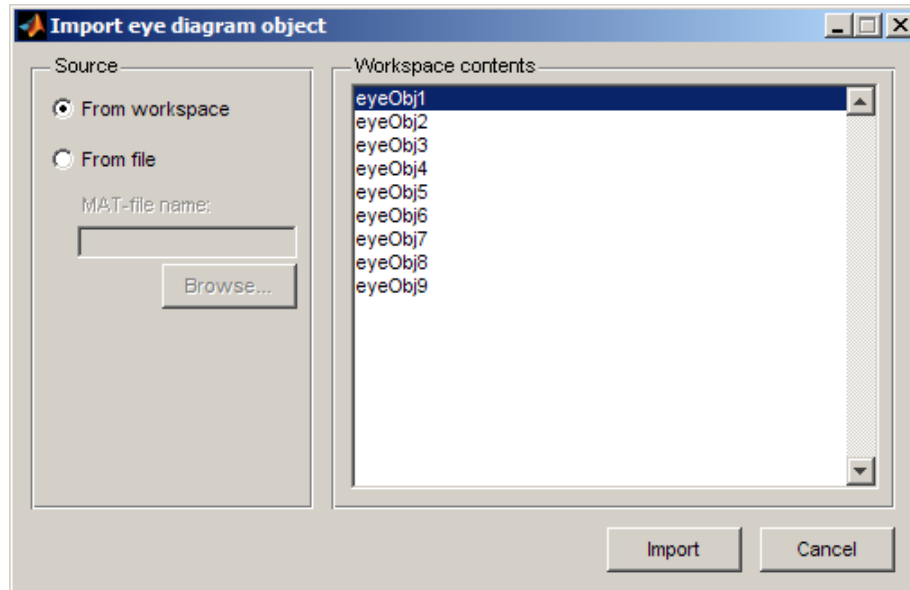 Import eye diagram object
Source
From workspace
From file
MAT-file name:
Browse...
Workspace contents
eyeObj1
eyeObj2
eyeObj3
eyeObj4
eyeObj5
eyeObj6
eyeObj7
eyeObj8
eyeObj9
Import
Cancel